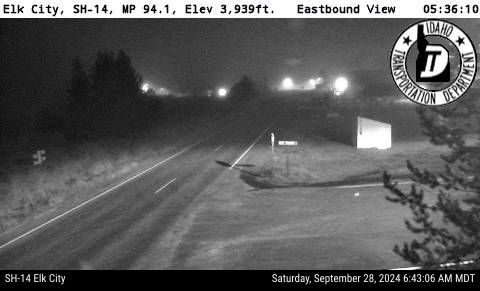 Elk City, SH-14, MP 94.1, Elev 3,939ft. Eastbound View 05:36:10
IDAHO
TRANSPORTATION DEPARTMENT
SH-14 Elk City
Saturday, September 28, 2024 6:43:06 AM MDT